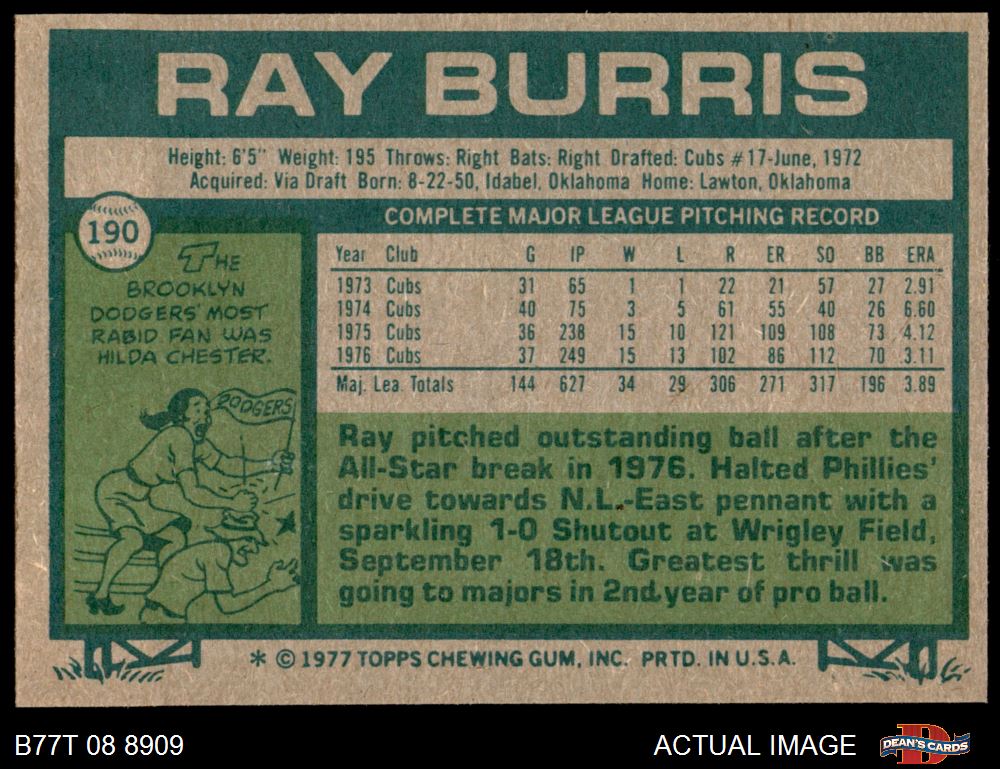 RAY BURRIS
Height: 6'5" Weight: 195 Throws: Right Bats: Right Drafted: Cubs #17-June, 1972
Acquired: Via Draft Born: 8-22-50, Idabel, Oklahoma Home: Lawton, Oklahoma
190
THE
BROOKLYN
DODGERS' MOST
RABID FAN WAS
HILDA CHESTER.
DODGERS
COMPLETE MAJOR LEAGUE PITCHING RECORD
Year Club G IP W L R ER SO BB ERA
1973 Cubs 31 65 1 1 22 21 57 27 2.91
1974 Cubs 40 75 3 5 61 55 40 26 6.60
1975 Cubs 36 238 15 10 121 109 108 73 4.12
1976 Cubs 37 249 15 13 102 86 112 70 3.11
Maj. Lea. Totals 144 627 34 29 306 271 317 196 3.89
Ray pitched outstanding ball after the
All-Star break in 1976. Halted Phillies'
drive towards N.L.-East pennant with a
sparkling 1-0 Shutout at Wrigley Field,
September 18th. Greatest thrill was
going to majors in 2nd year of pro ball.
* © 1977 TOPPS CHEWING GUM, INC. PRTD. IN U.S.A.
B77T 08 8909
ACTUAL IMAGE
DEAN'S CARDS